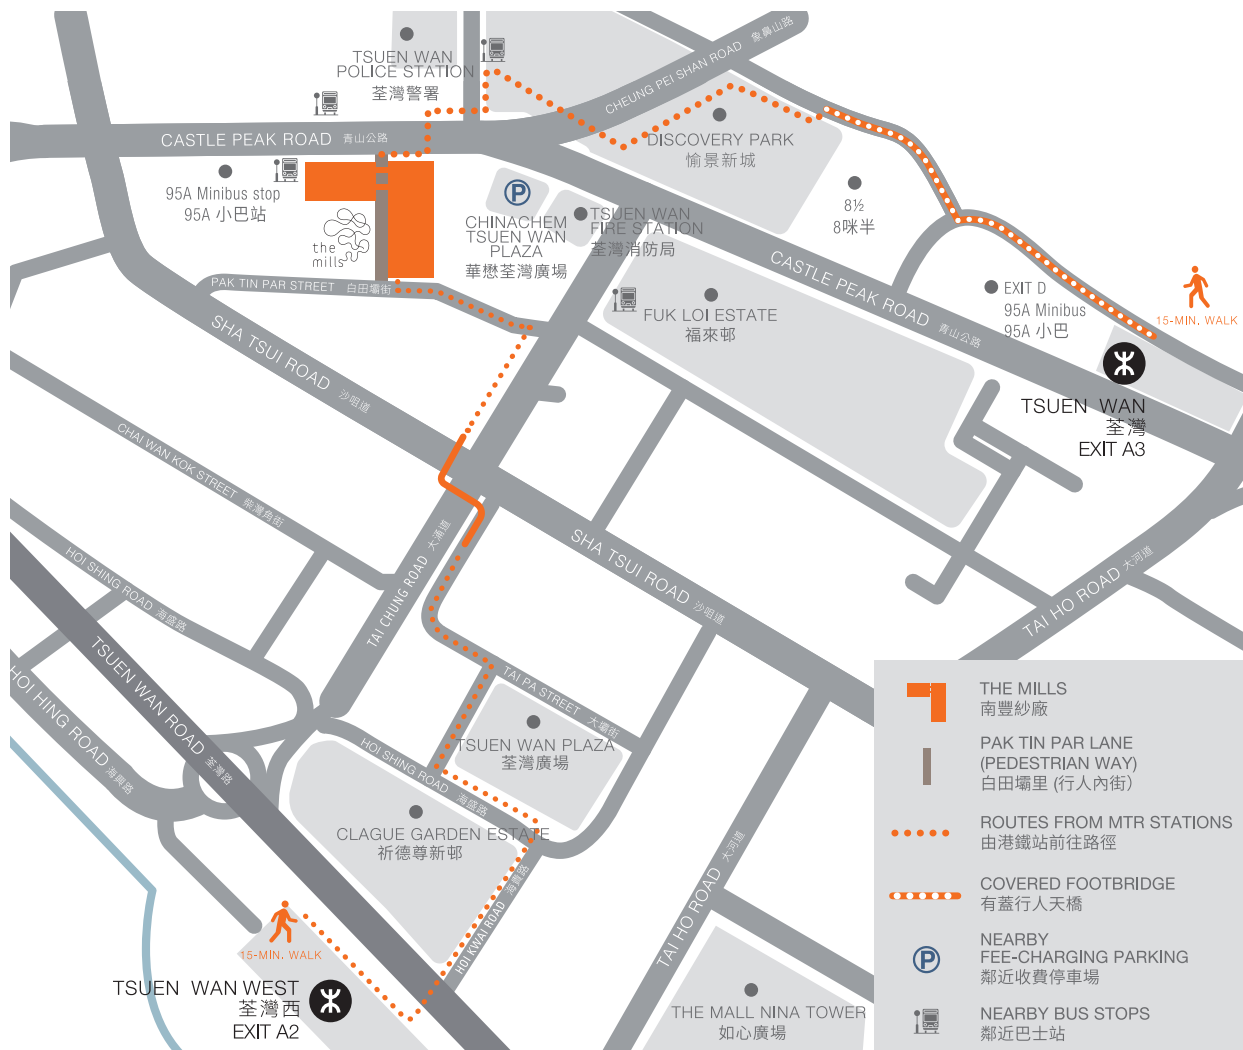 TSUEN WAN
POLICE STATION
荃灣警署
CHEUNG PEI SHAN ROAD 象鼻山路
CASTLE PEAK ROAD 青山公路
DISCOVERY PARK
愉景新城
95A Minibus stop
95A 小巴站
the
mills
CHINACHEM
TSUEN WAN
PLAZA
華懋荃灣廣場
TSUEN WAN
FIRE STATION
荃灣消防局
8½
8咪半
PAK TIN PAR STREET 白田壩街
FUK LOI ESTATE
福來邨
CASTLE PEAK ROAD 青山公路
EXIT D
95A Minibus
95A 小巴
15-MIN. WALK
TSUEN WAN
荃灣
EXIT A3
SHA TSUI ROAD 沙咀道
CHAI WAN KOK STREET 柴灣角街
HOI SHING ROAD 海盛路
TAI CHUNG ROAD 大涌道
SHA TSUI ROAD 沙咀道
TAI HO ROAD 大河道
HOI HING ROAD 海興路
TSUEN WAN ROAD 荃灣路
TAI PA STREET 大壩街
TSUEN WAN PLAZA
荃灣廣場
HOI SHING ROAD 海盛路
CLAGUE GARDEN ESTATE
祈德尊新邨
HOI KWAI ROAD 海貴路
TAI HO ROAD 大河道
15-MIN. WALK
TSUEN WAN WEST
荃灣西
EXIT A2
THE MALL NINA TOWER
如心廣場
THE MILLS
南豐紗廠
PAK TIN PAR LANE
(PEDESTRIAN WAY)
白田壩里 (行人內街)
ROUTES FROM MTR STATIONS
由港鐵站前往路徑
COVERED FOOTBRIDGE
有蓋行人天橋
P
NEARBY
FEE-CHARGING PARKING
鄰近收費停車場
NEARBY BUS STOPS
鄰近巴士站
P